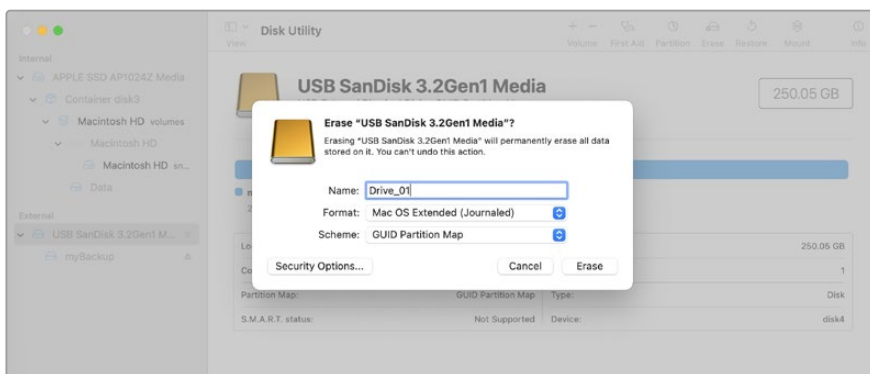 Disk Utility
View
Volume First Aid Partition Erase Restore Mount Info
Internal
APPLE SSD AP1024Z Media
Container disk3
Macintosh HD volumes
Macintosh HD
Macintosh HD sn...
Data
External
USB SanDisk 3.2Gen1 M...
myBackup
USB SanDisk 3.2Gen1 Media
250.05 GB
Erase “USB SanDisk 3.2Gen1 Media”?
Erasing “USB SanDisk 3.2Gen1 Media” will permanently erase all data
stored on it. You can't undo this action.
Name: Drive_01
Format: Mac OS Extended (Journaled)
Scheme: GUID Partition Map
Security Options... Cancel Erase
250.05 GB
1
Partition Map: GUID Partition Map Type: Disk
S.M.A.R.T. status: Not Supported Device: disk4